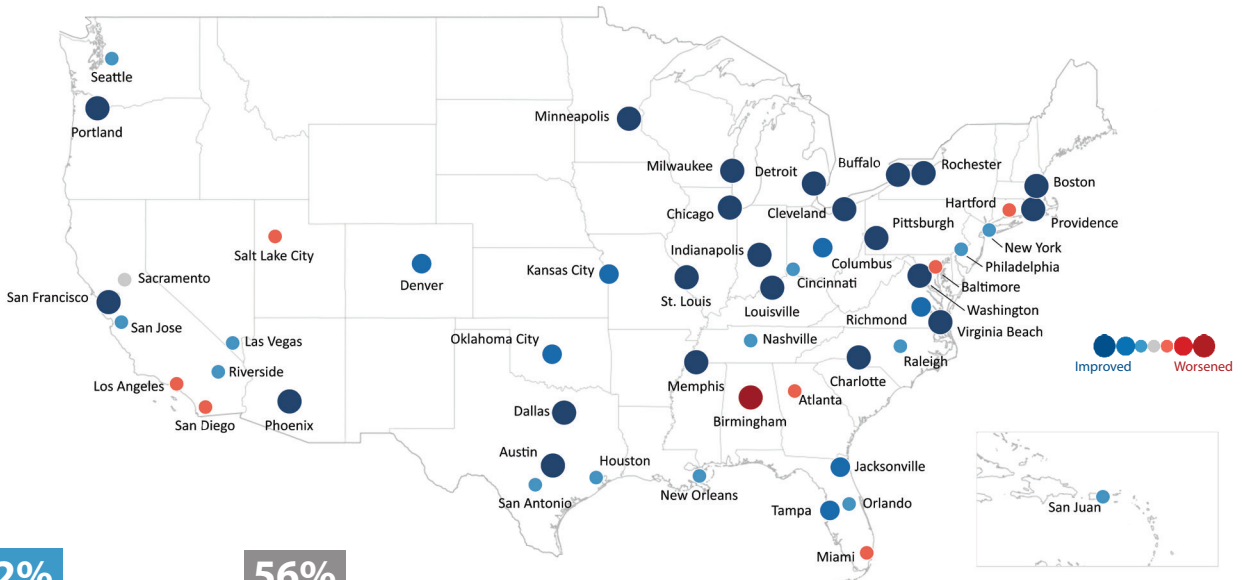 Seattle
Portland
Minneapolis
Milwaukee
Detroit
Buffalo
Rochester
Boston
Chicago
Cleveland
Pittsburgh
Hartford
Providence
New York
Philadelphia
Salt Lake City
Sacramento
San Francisco
San Jose
Denver
Kansas City
Indianapolis
St. Louis
Louisville
Cincinnati
Columbus
Baltimore
Washington
Richmond
Virginia Beach
Las Vegas
Riverside
Los Angeles
San Diego
Phoenix
Oklahoma City
Nashville
Raleigh
Memphis
Charlotte
Birmingham
Atlanta
Improved
Worsened
Dallas
Austin
Houston
San Antonio
New Orleans
Jacksonville
Tampa
Orlando
Miami
San Juan
2%
56%